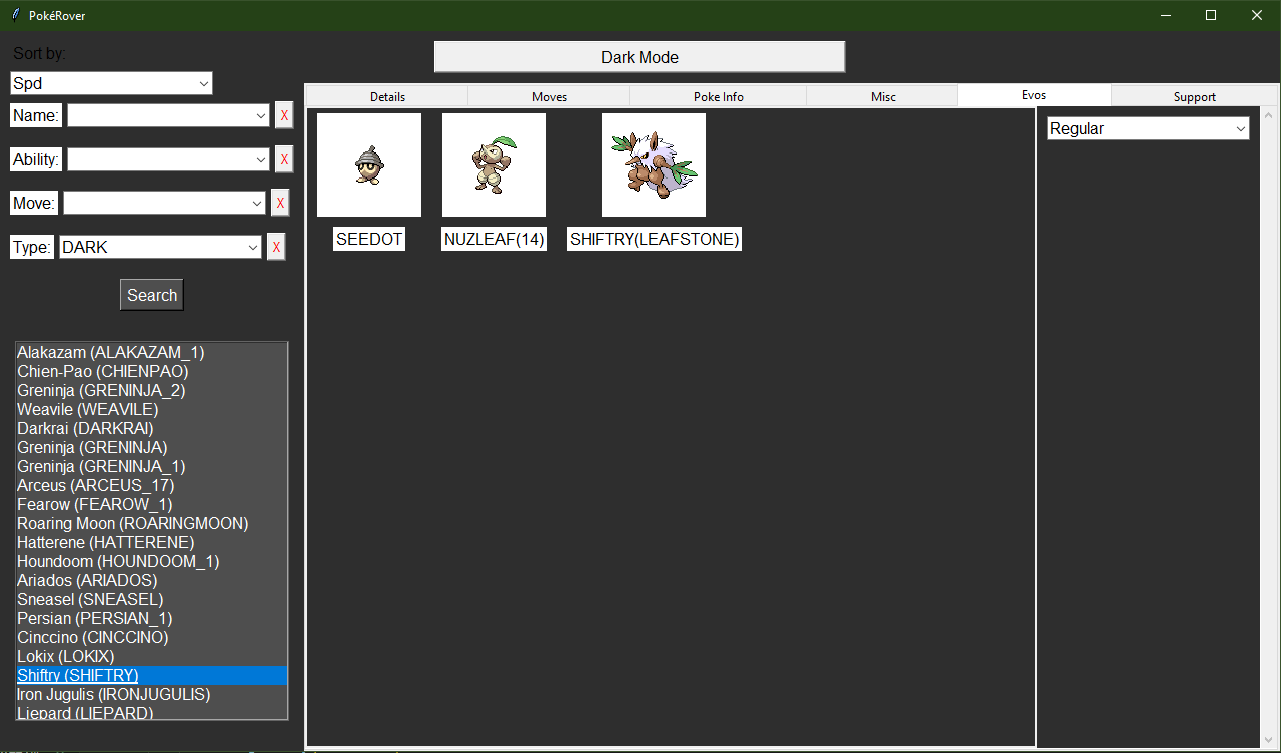 PokéRover
Sort by:
Spd
Name:
X
Ability:
X
Move:
X
Type:
DARK
X
Search
Alakazam (ALAKAZAM_1)
Chien-Pao (CHIENPAO)
Greninja (GRENINJA_2)
Weavile (WEAVILE)
Darkrai (DARKRAI)
Greninja (GRENINJA)
Greninja (GRENINJA_1)
Arceus (ARCEUS_17)
Fearow (FEAROW_1)
Roaring Moon (ROARINGMOON)
Hatterene (HATTERENE)
Houndoom (HOUNDOOM_1)
Ariados (ARIADOS)
Sneasel (SNEASEL)
Persian (PERSIAN_1)
Cinccino (CINCCINO)
Lokix (LOKIX)
Shiftry (SHIFTRY)
Iron Jugulis (IRONJUGULIS)
Liepard (LIEPARD)
Dark Mode
Details Moves Poke Info Misc Evos Support
SEEDOT NUZLEAF(14) SHIFTRY(LEAFSTONE)
Regular